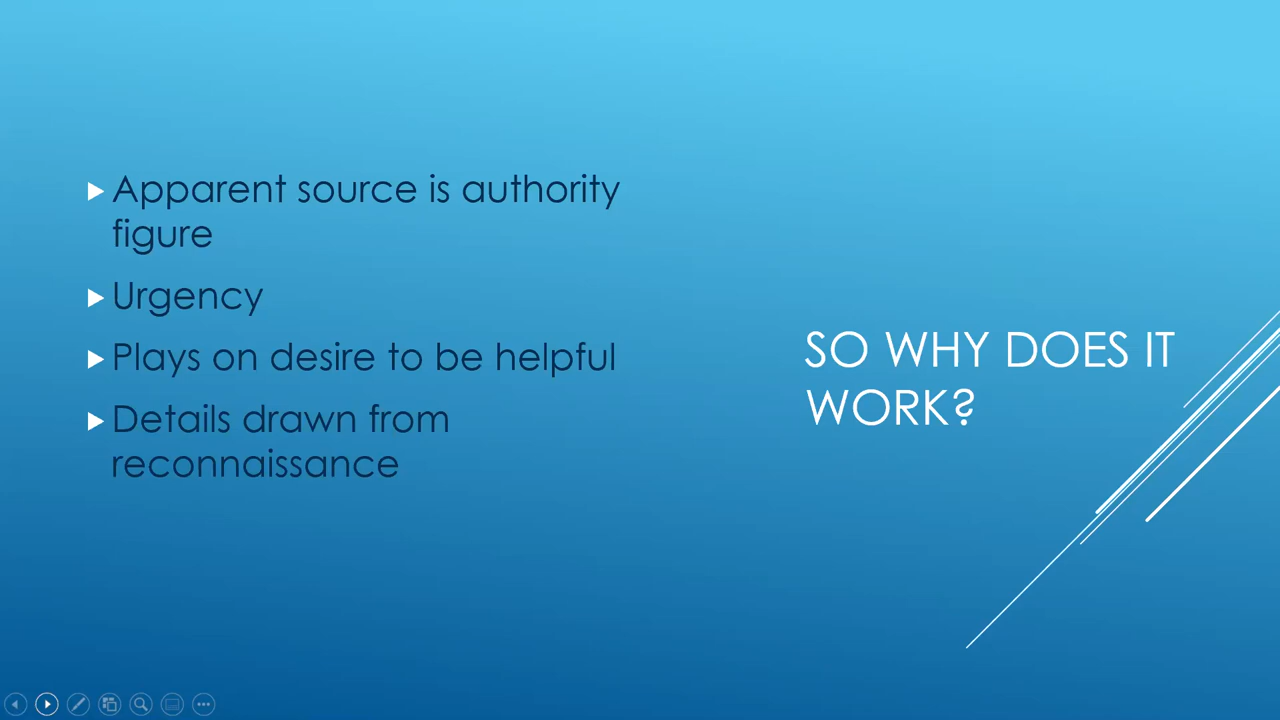 Apparent source is authority
figure
Urgency
Plays on desire to be helpful
Details drawn from
reconnaissance
SO WHY DOES IT
WORK?